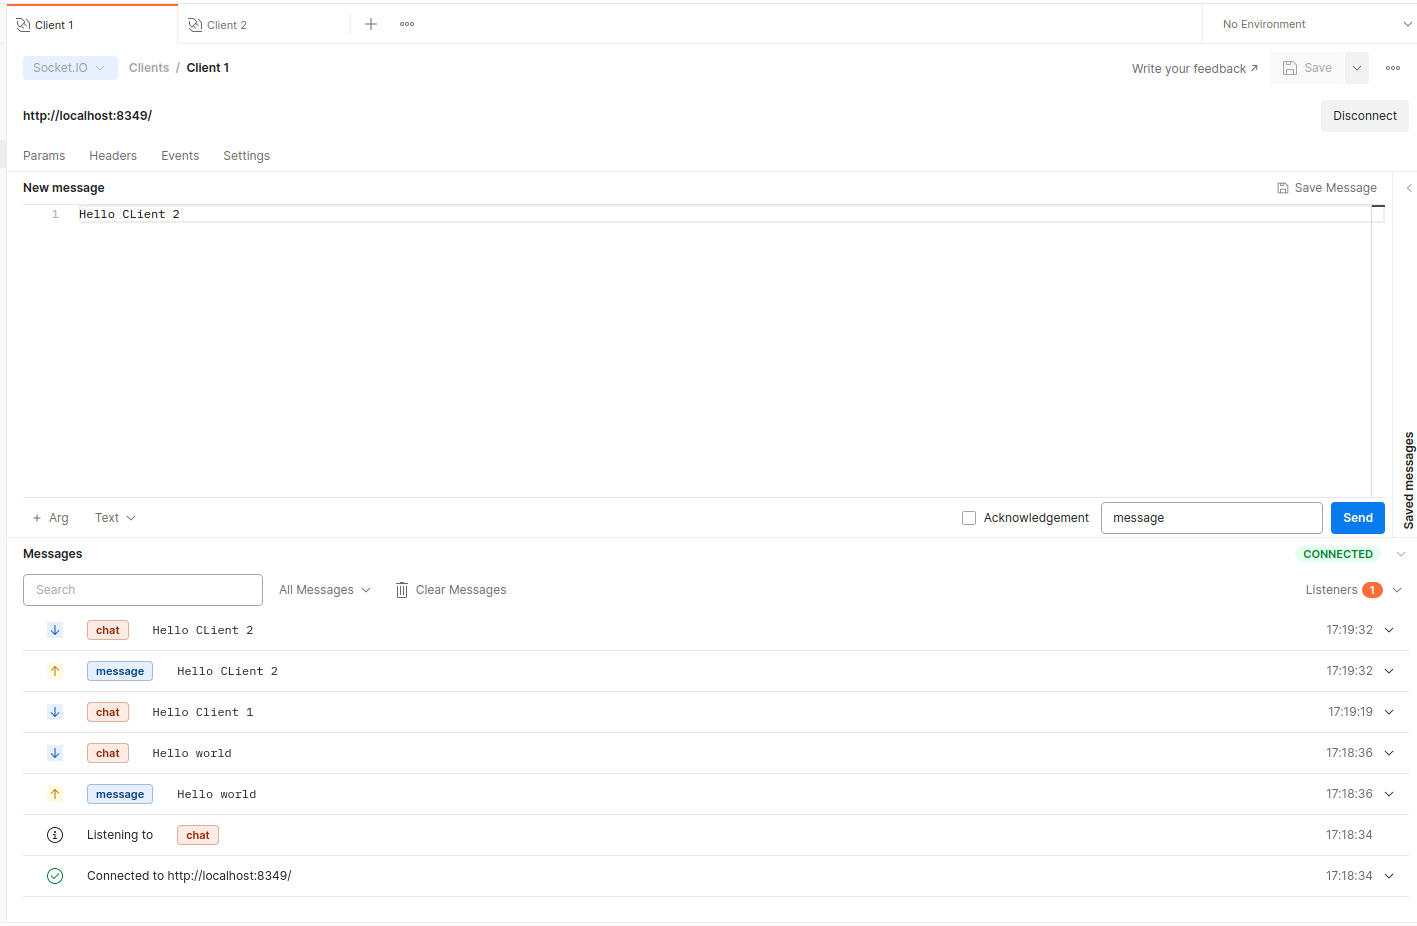 Client 1
Client 2
No Environment
Socket.IO
Clients / Client 1
Write your feedback ↗
Save
http://localhost:8349/
Disconnect
Params Headers Events Settings
New message
Save Message
1 Hello CLient 2
Saved messages
+ Arg
Text
Acknowledgement
message
Send
Messages
CONNECTED
Search
All Messages
Clear Messages
Listeners 1
chat Hello CLient 2 17:19:32
message Hello CLient 2 17:19:32
chat Hello Client 1 17:19:19
chat Hello world 17:18:36
message Hello world 17:18:36
Listening to chat 17:18:34
Connected to http://localhost:8349/ 17:18:34